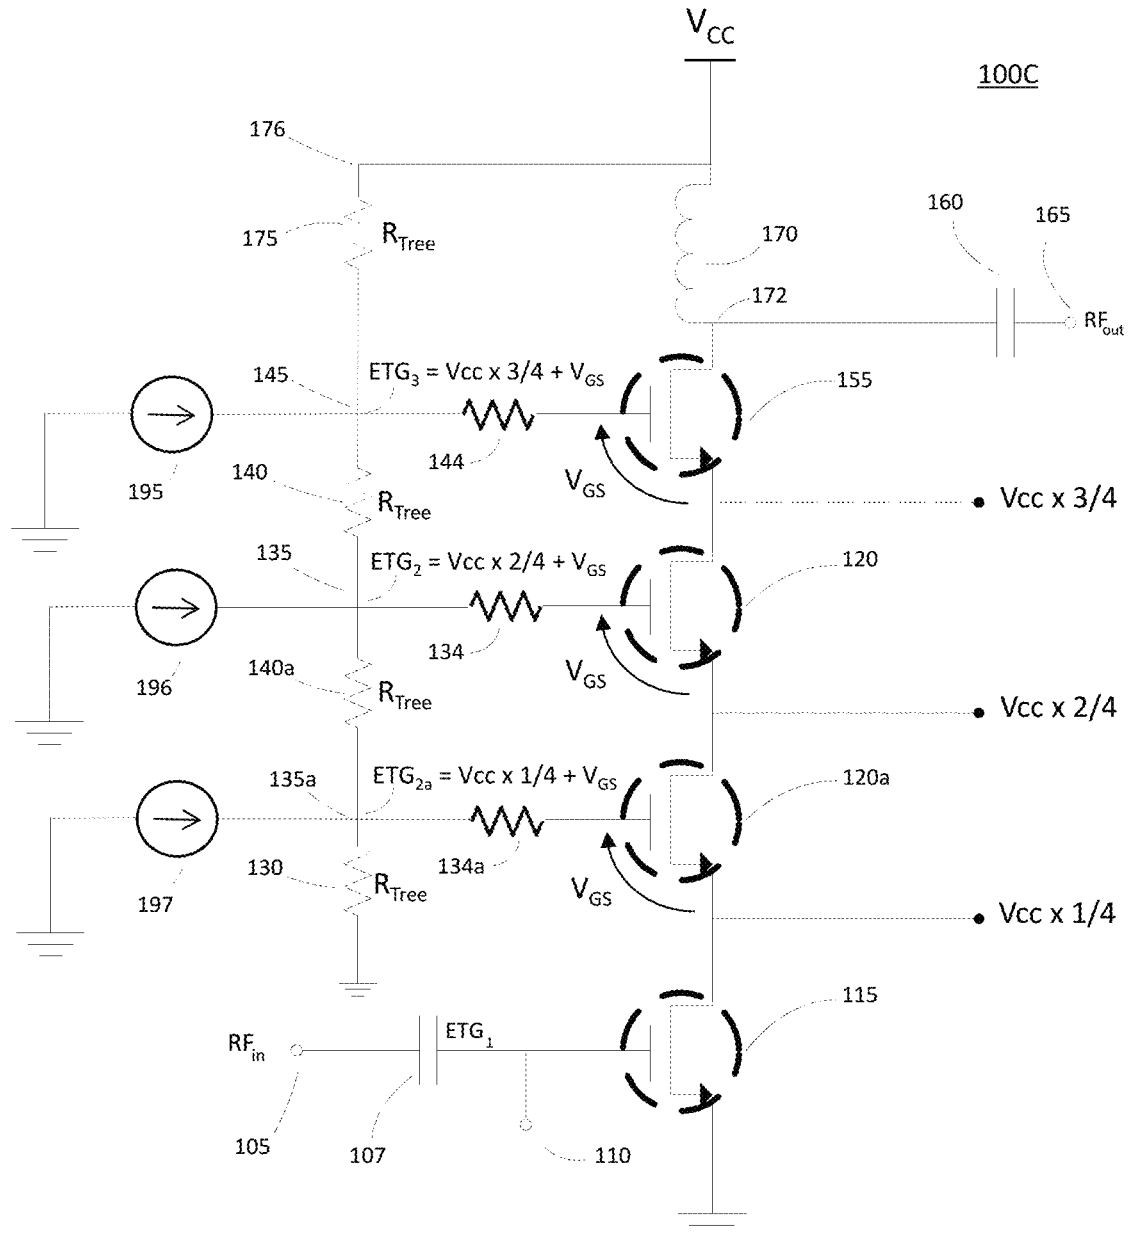 V_CC
100C
176
160
165
175
R_Tree
170
172
RF_out
145
ETG_3 = Vcc x 3/4 + V_GS
155
144
195
140
V_GS
R_Tree
Vcc x 3/4
135
ETG_2 = Vcc x 2/4 + V_GS
120
134
140a
196
V_GS
R_Tree
Vcc x 2/4
135a
ETG_2a = Vcc x 1/4 + V_GS
120a
130
134a
197
R_Tree
V_GS
Vcc x 1/4
115
RF_in
ETG_1
105
107
110